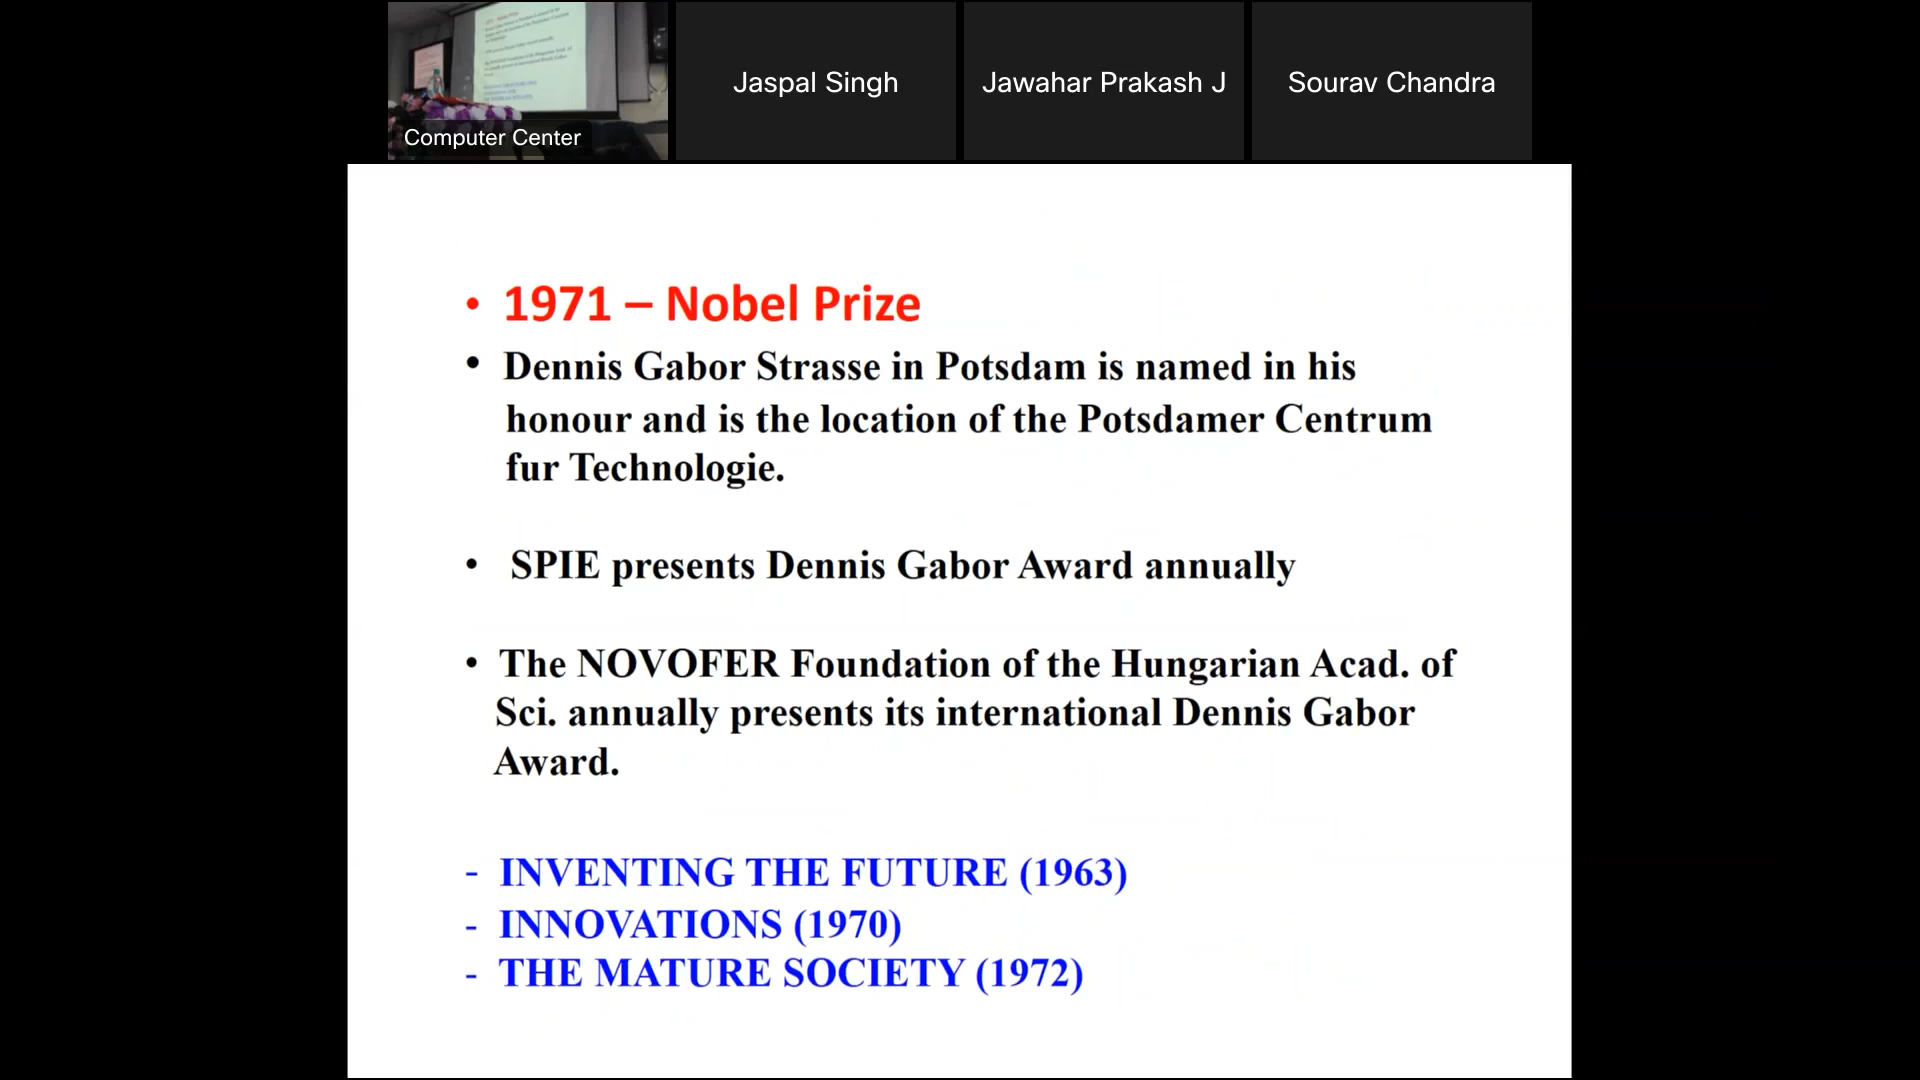 Computer Center
Jaspal Singh
Jawahar Prakash J
Sourav Chandra
• 1971 – Nobel Prize
• Dennis Gabor Strasse in Potsdam is named in his
honour and is the location of the Potsdamer Centrum
fur Technologie.
• SPIE presents Dennis Gabor Award annually
• The NOVOFER Foundation of the Hungarian Acad. of
Sci. annually presents its international Dennis Gabor
Award.
- INVENTING THE FUTURE (1963)
- INNOVATIONS (1970)
- THE MATURE SOCIETY (1972)